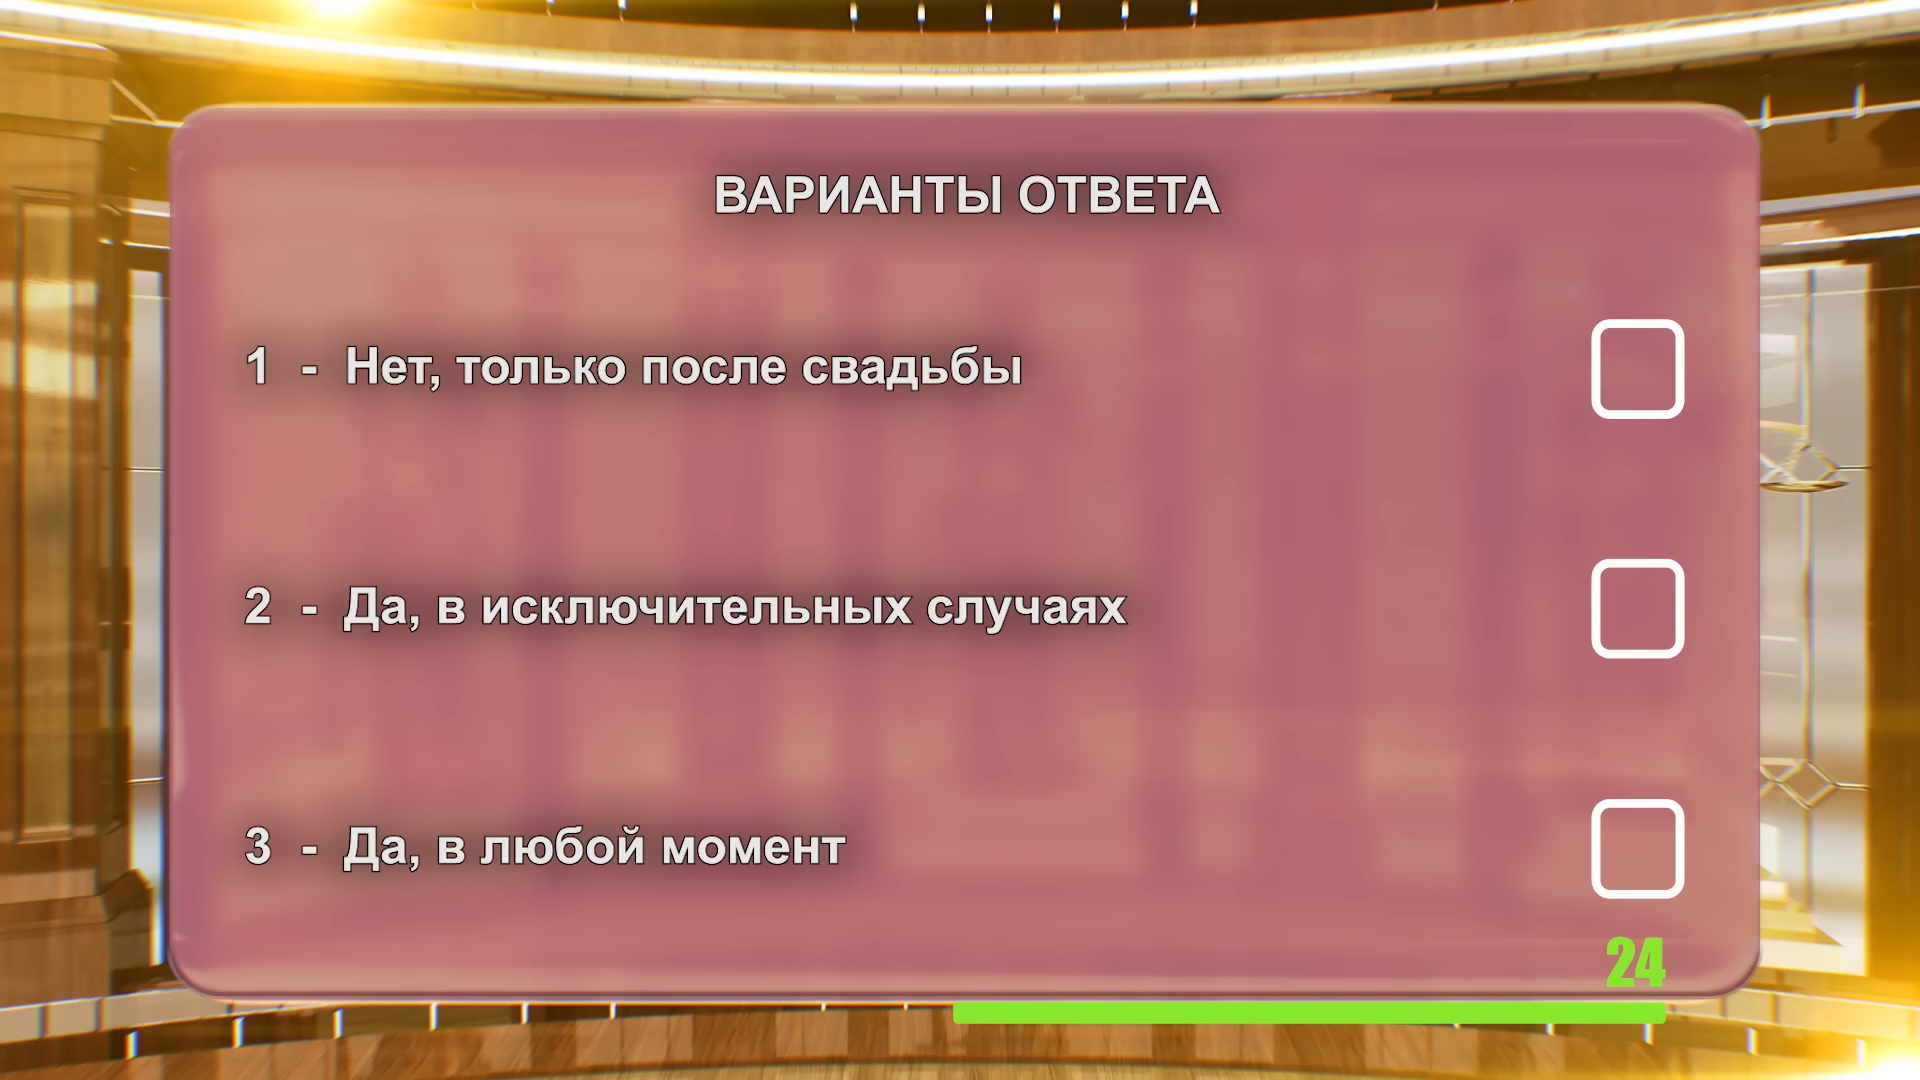 ВАРИАНТЫ ОТВЕТА
1 - Нет, только после свадьбы
2 - Да, в исключительных случаях
3 - Да, в любой момент
24